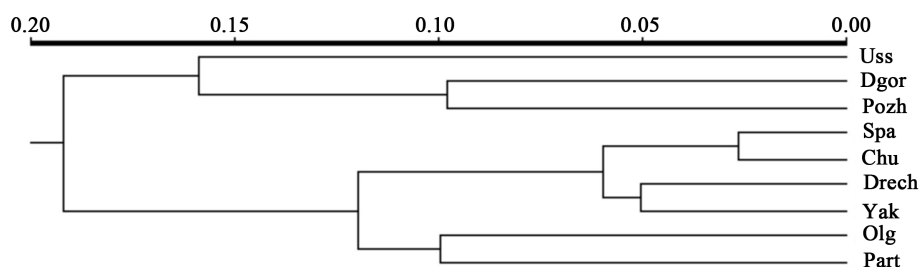 0.20 0.15 0.10 0.05 0.00
Uss
Dgor
Pozh
Spa
Chu
Drech
Yak
Olg
Part